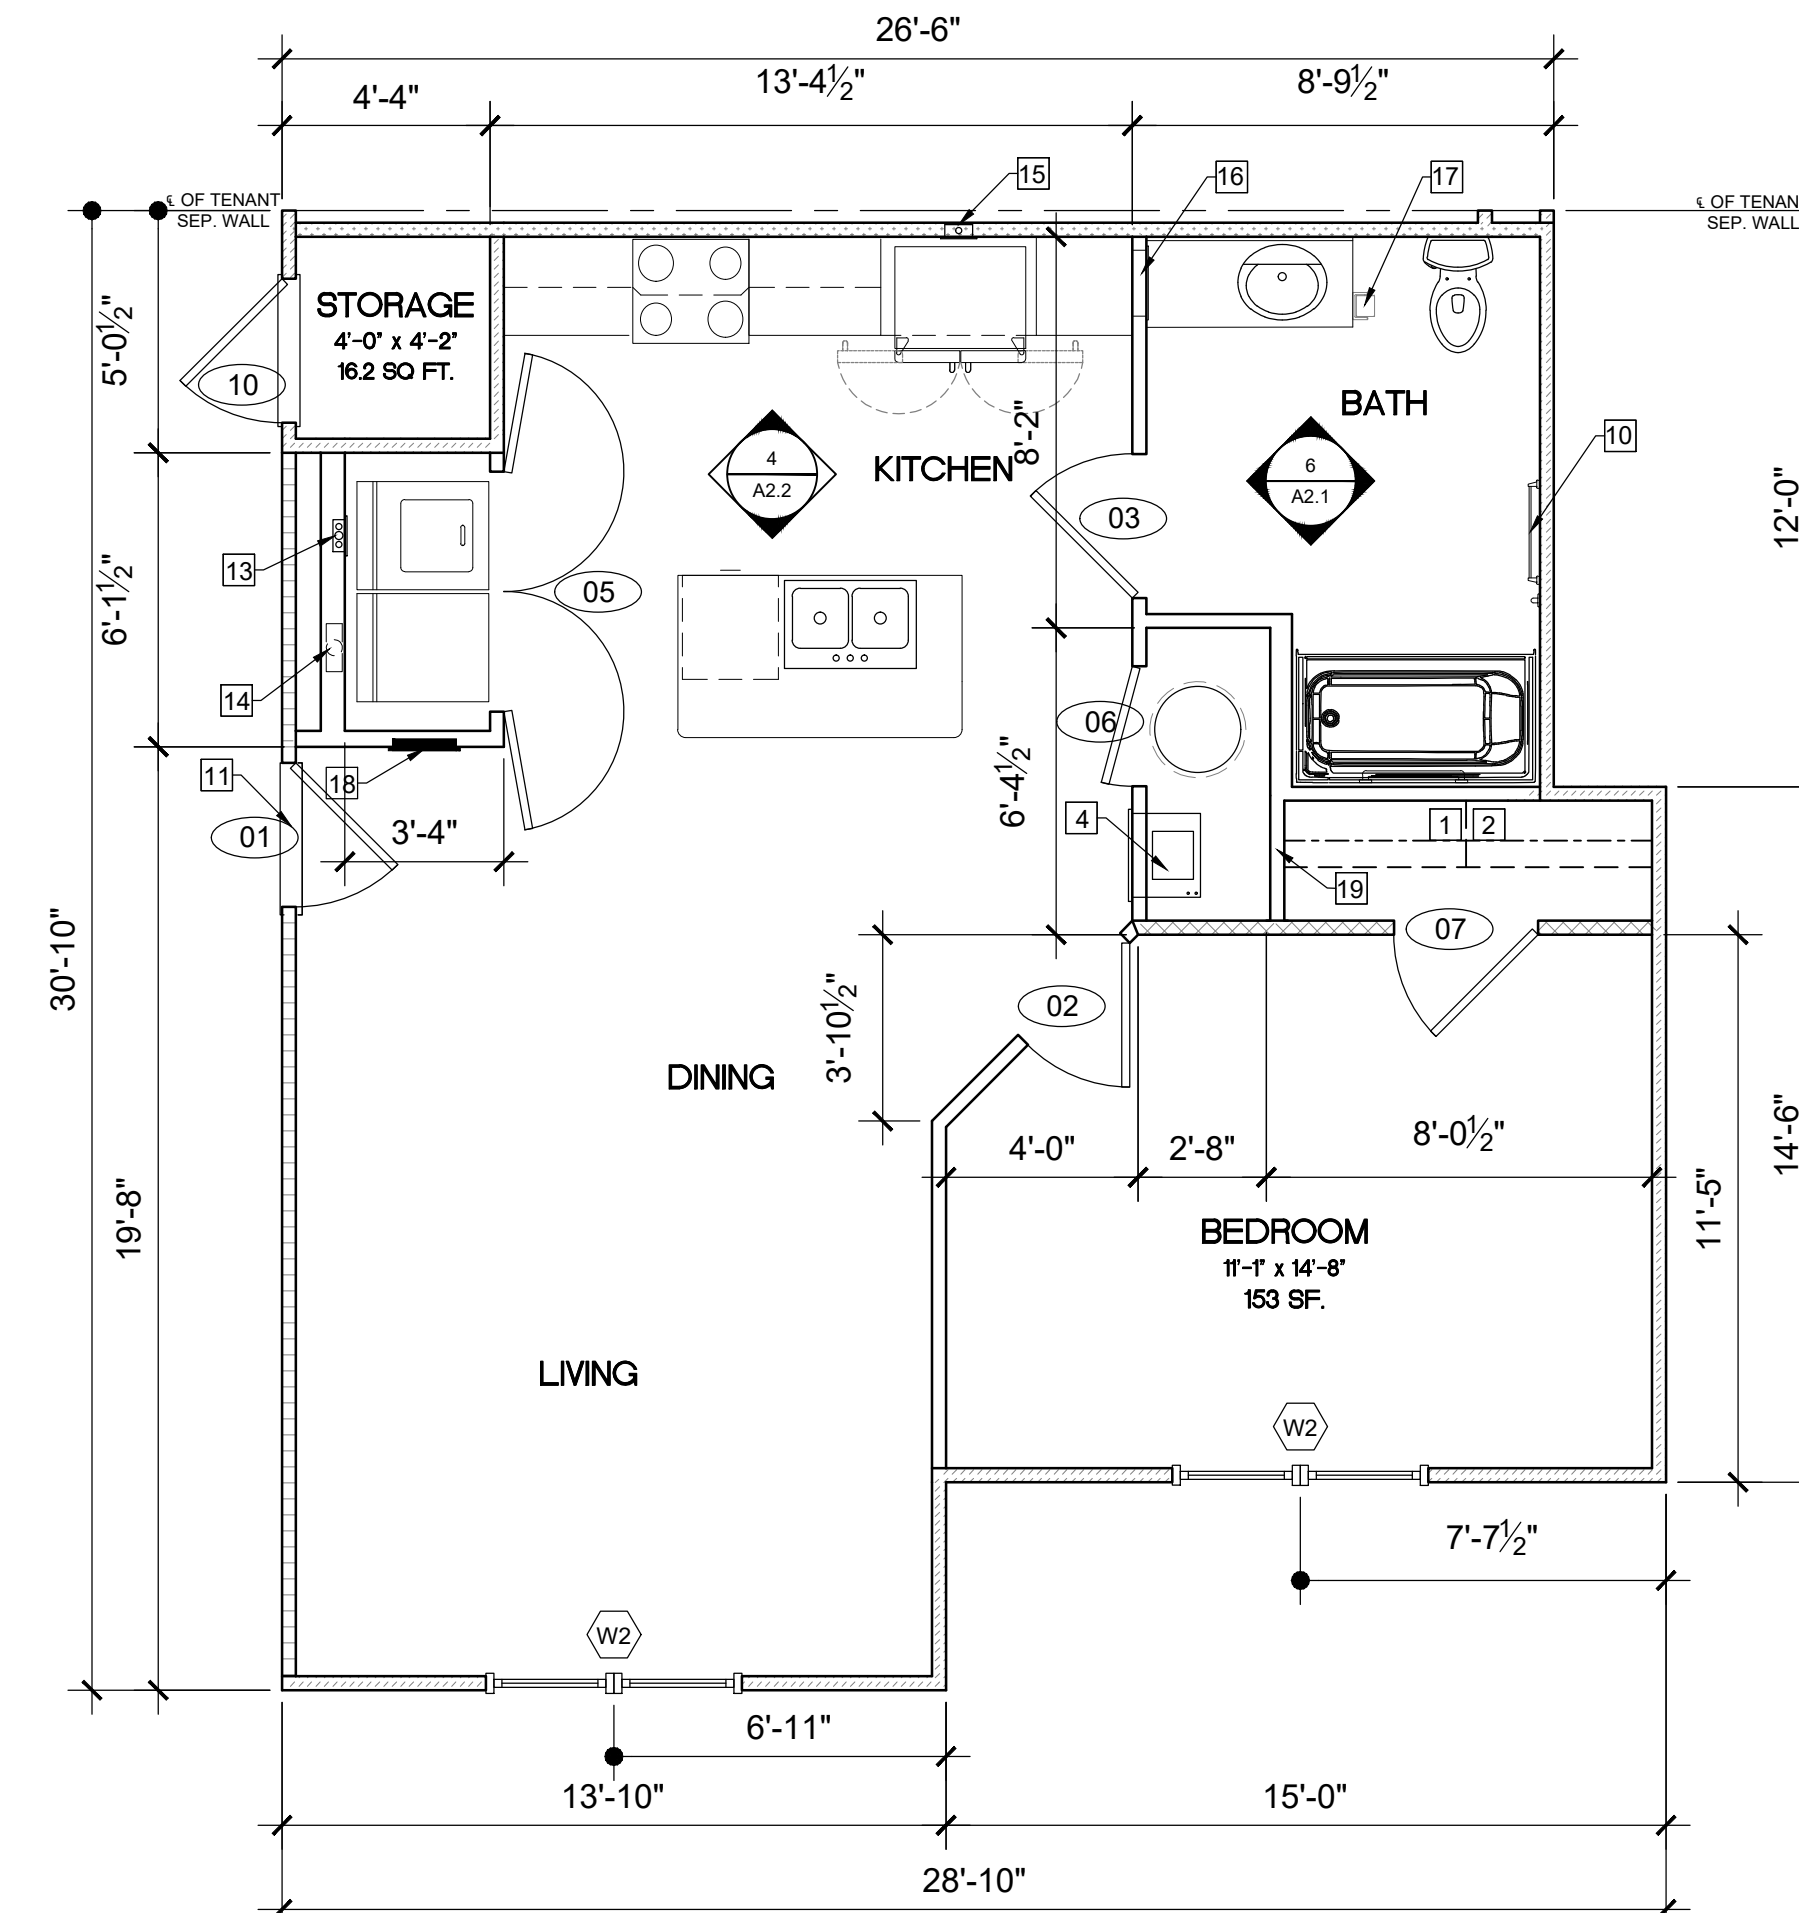 26'-6"
4'-4"
13'-4½"
8'-9½"
15
16
17
℄ OF TENANT
SEP. WALL
℄ OF TENAN
SEP. WALL
5'-0½"
STORAGE
4'-0" x 4'-2"
16.2 SQ FT.
10
BATH
8'-2"
10
4
A2.2
KITCHEN
6
A2.1
12'-0"
03
13
05
6'-1½"
14
06
18
11
01
3'-4"
6'-4½"
4
1
2
19
07
30'-10"
02
3'-10½"
DINING
4'-0"
2'-8"
8'-0½"
14'-6"
11'-5"
19'-8"
BEDROOM
11'-1" x 14'-8"
153 SF.
LIVING
W2
7'-7½"
W2
6'-11"
13'-10"
15'-0"
28'-10"